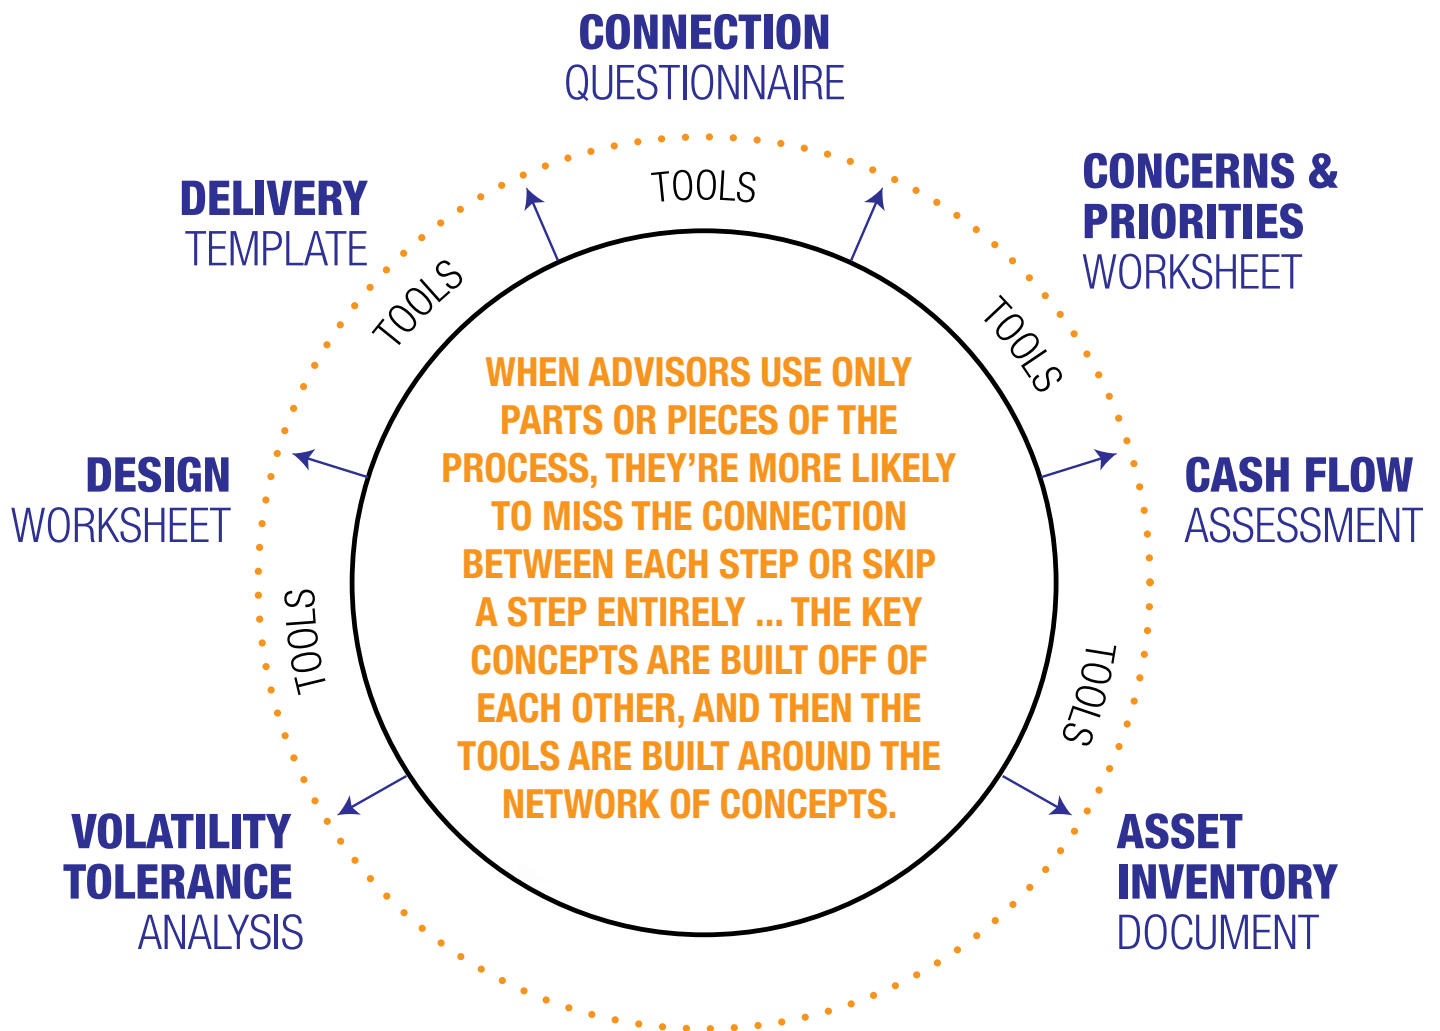 CONNECTION
QUESTIONNAIRE
CONCERNS &
PRIORITIES
WORKSHEET
CASH FLOW
ASSESSMENT
ASSET
INVENTORY
DOCUMENT
VOLATILITY
TOLERANCE
ANALYSIS
DESIGN
WORKSHEET
DELIVERY
TEMPLATE
TOOLS
TOOLS
TOOLS
TOOLS
TOOLS
WHEN ADVISORS USE ONLY
PARTS OR PIECES OF THE
PROCESS, THEY’RE MORE LIKELY
TO MISS THE CONNECTION
BETWEEN EACH STEP OR SKIP
A STEP ENTIRELY ... THE KEY
CONCEPTS ARE BUILT OFF OF
EACH OTHER, AND THEN THE
TOOLS ARE BUILT AROUND THE
NETWORK OF CONCEPTS.